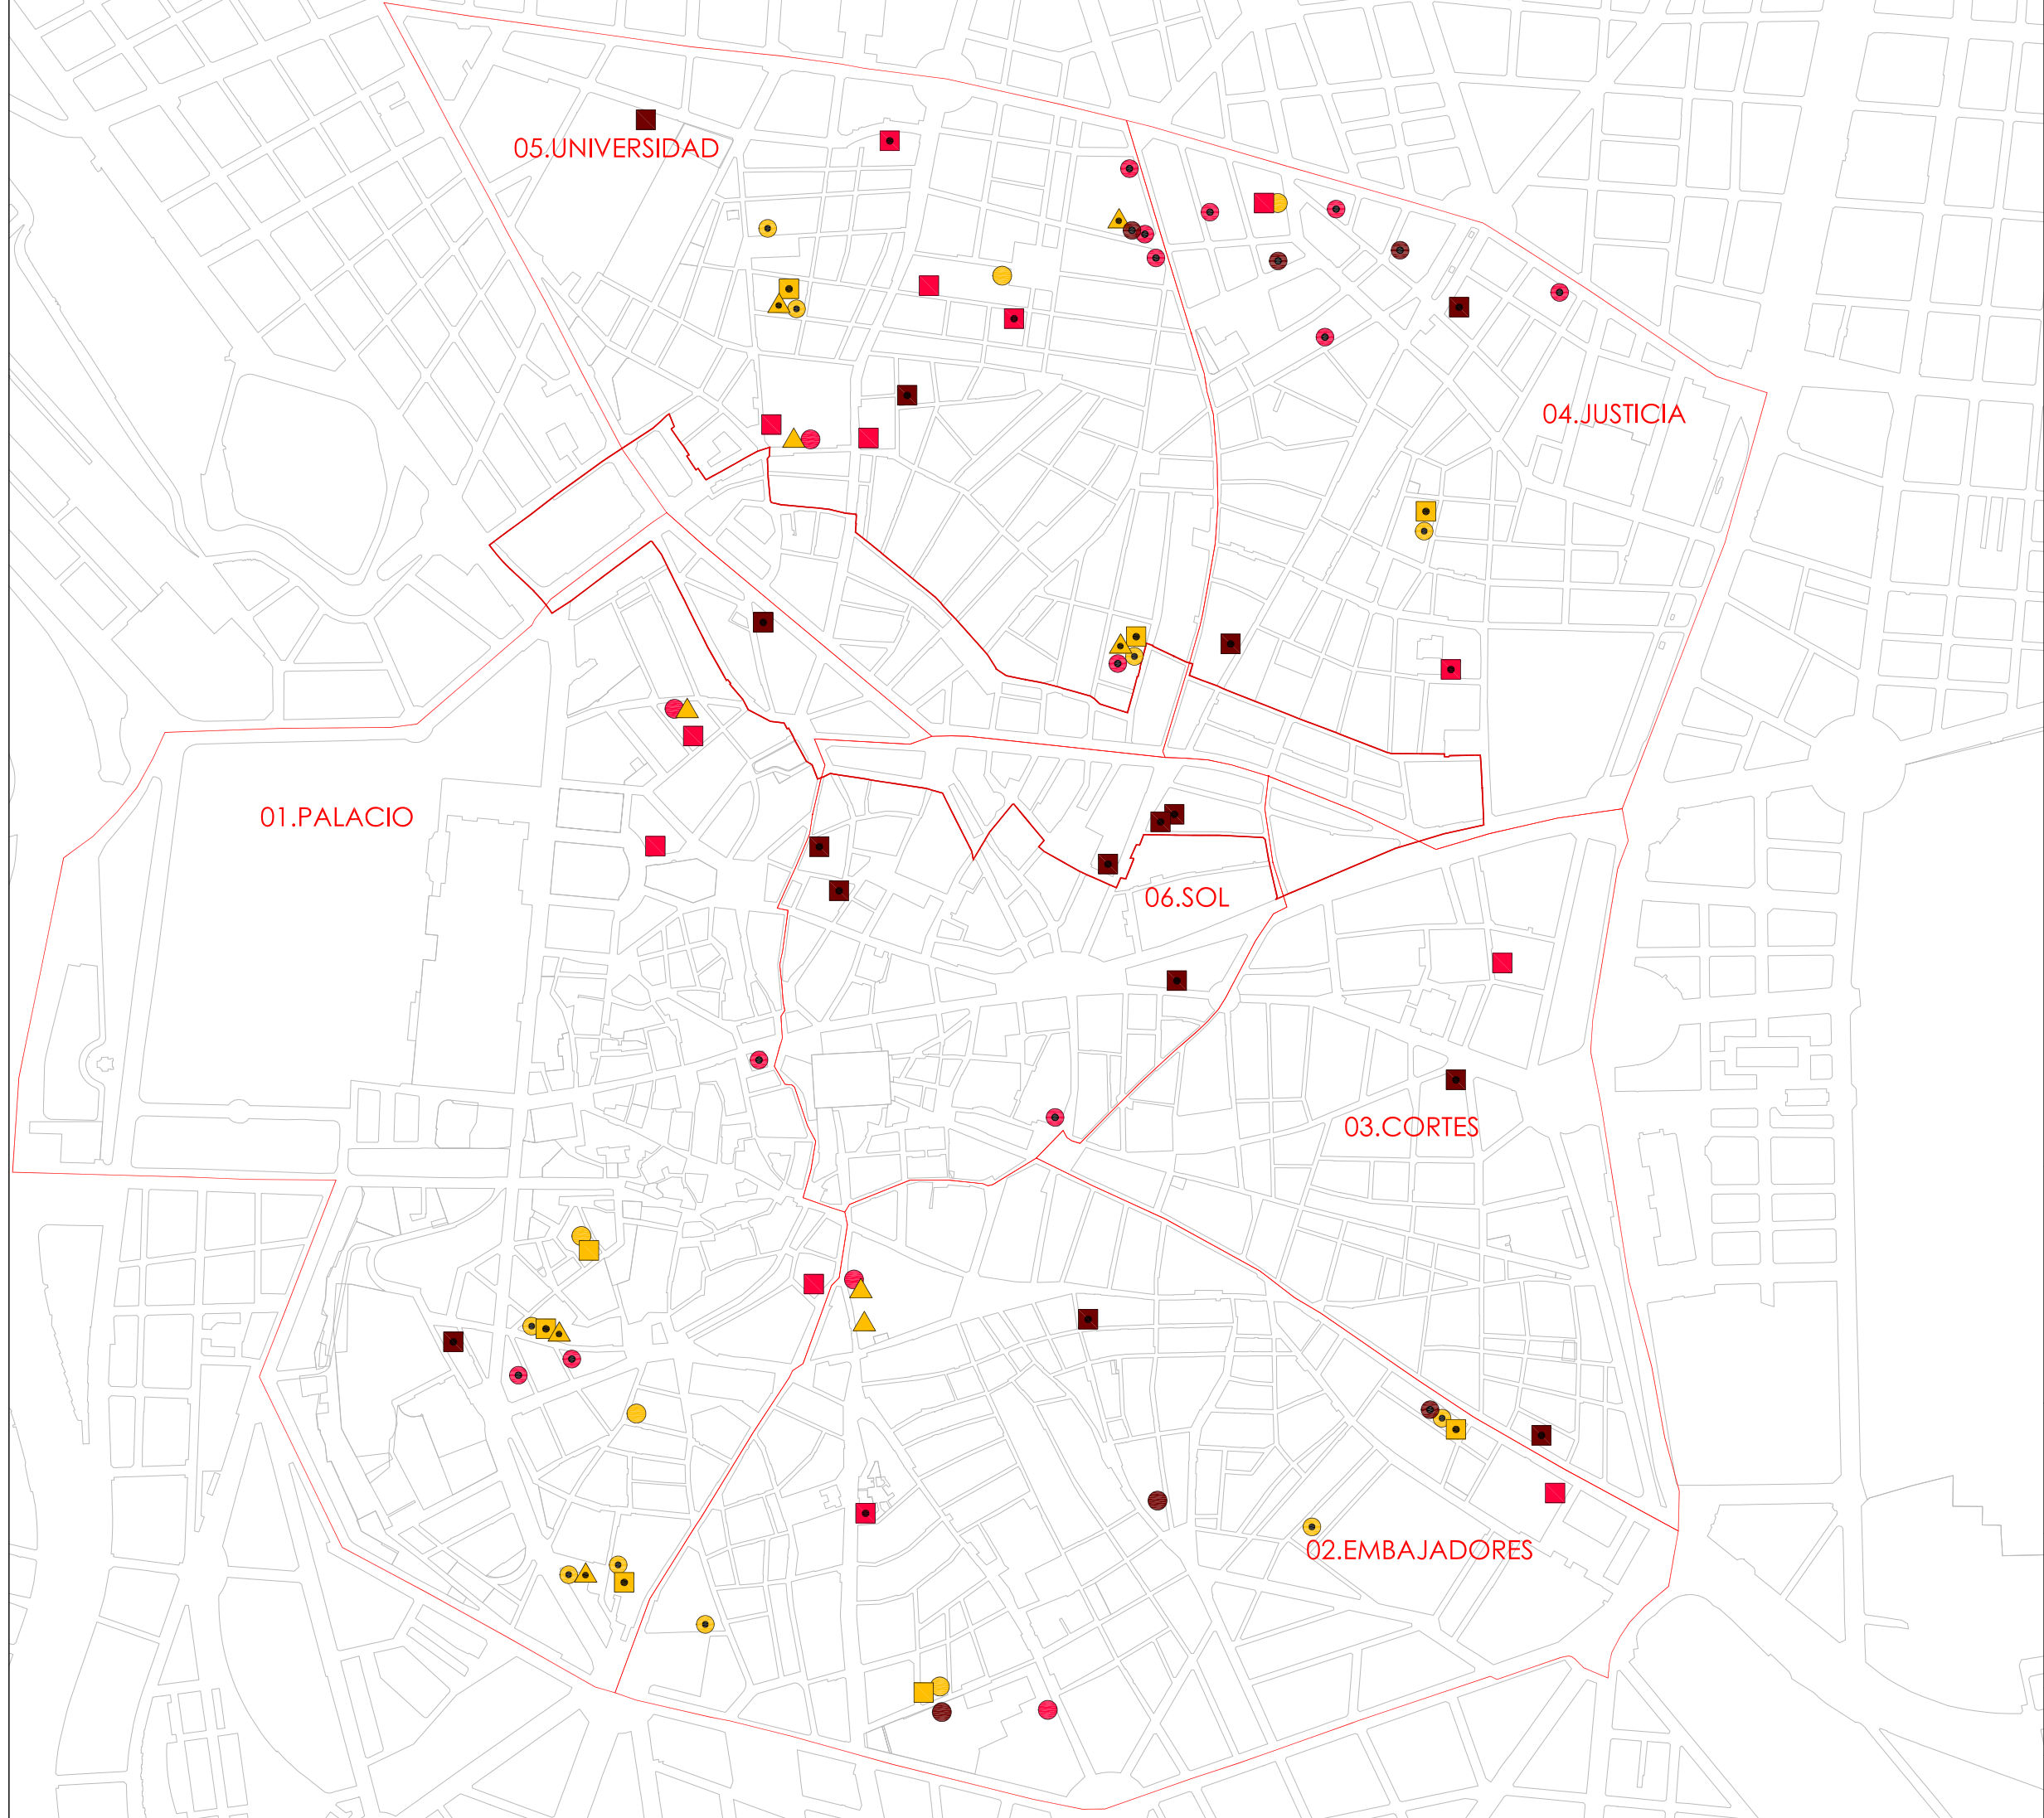 05.UNIVERSIDAD
04.JUSTICIA
01.PALACIO
06.SOL
03.CORTES
02.EMBAJADORES